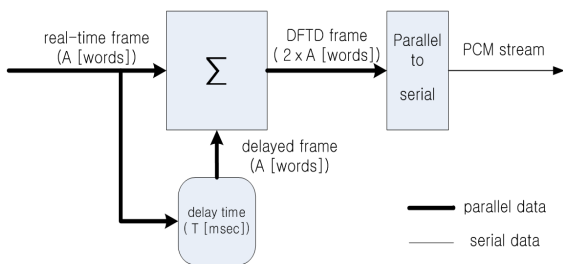 real-time frame
(A [words])
Σ
DFTD frame
( 2 x A [words])
Parallel
to
serial
PCM stream
delayed frame
(A [words])
delay time
( T [msec])
parallel data
serial data